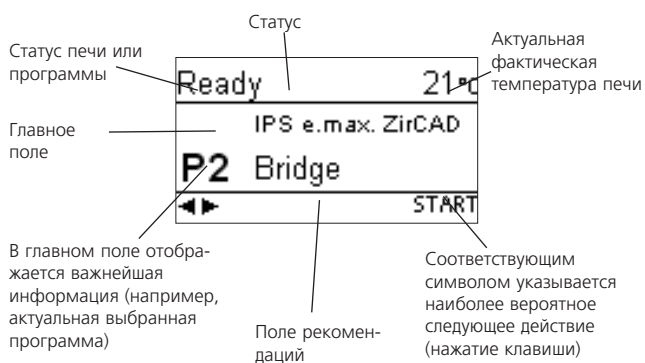 Статус
Статус печи или
программы
Актуальная
фактическая
температура печи
Ready 21°C
Главное
поле
IPS e.max. ZirCAD
P2 Bridge
◀▶ START
В главном поле отобра-
жается важнейшая
информация (например,
актуальная выбранная
программа)
Поле рекомен-
даций
Соответствующим
символом указывается
наиболее вероятное
следующее действие
(нажатие клавиши)